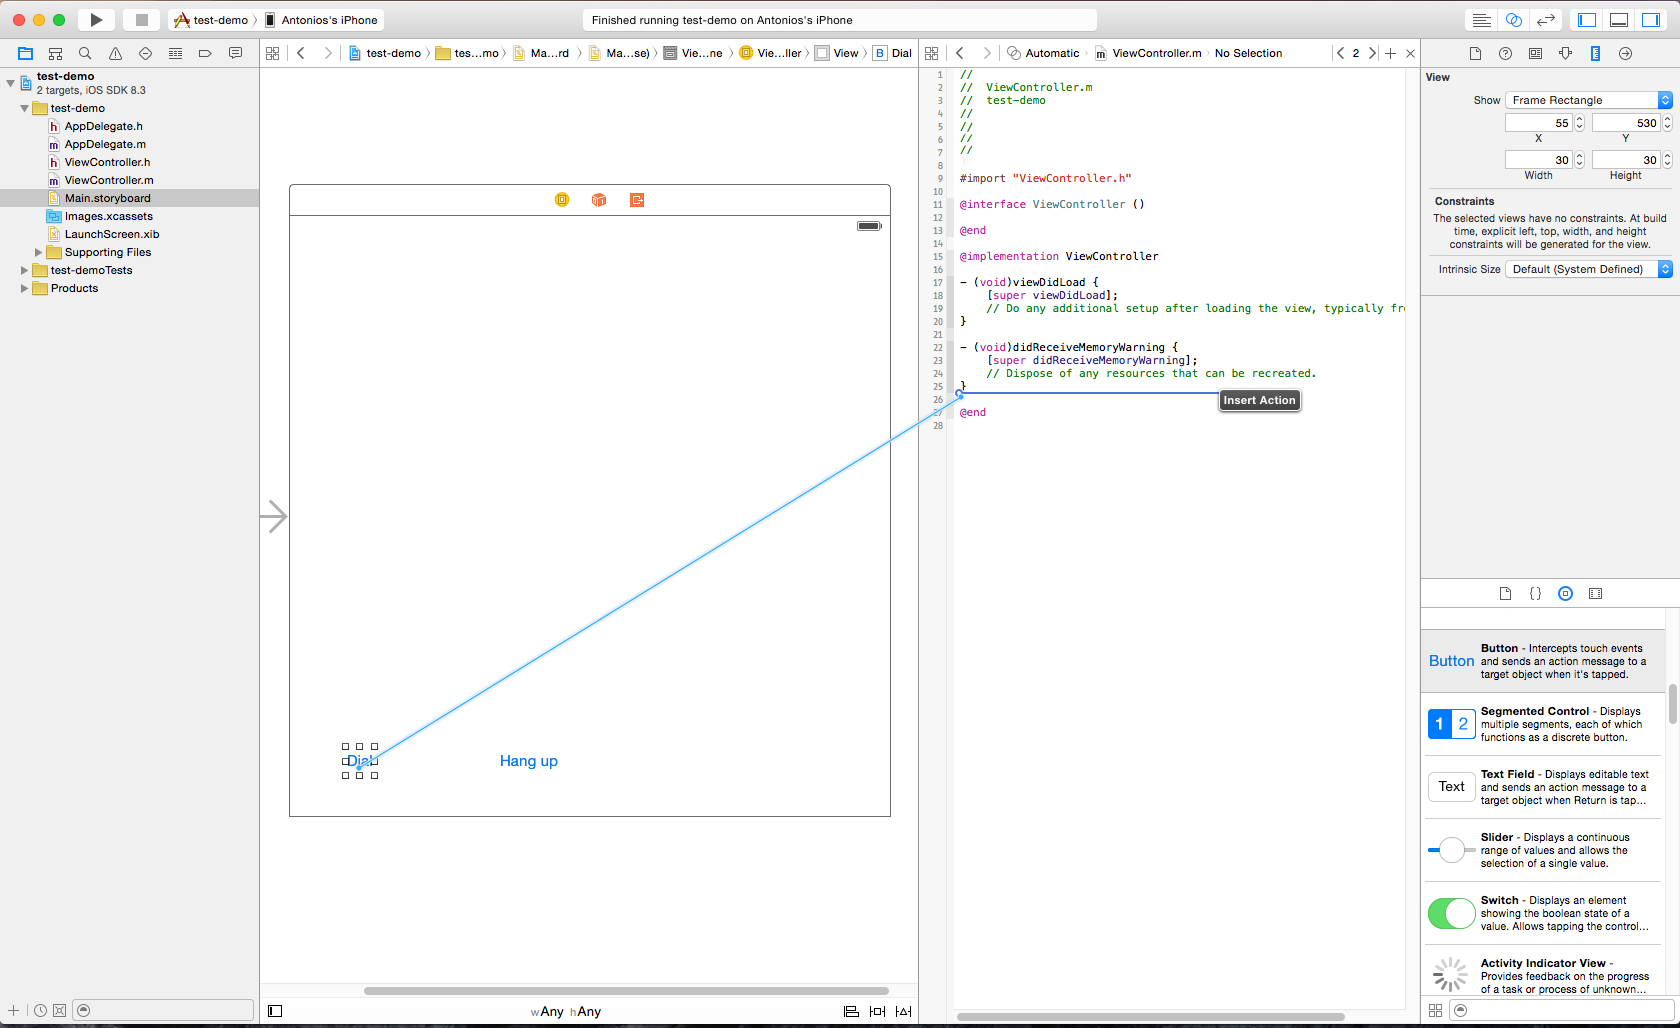 test-demo
Antonios's iPhone
Finished running test-demo on Antonios's iPhone
test-demo
2 targets, iOS SDK 8.3
test-demo
AppDelegate.h
AppDelegate.m
ViewController.h
ViewController.m
Main.storyboard
Images.xcassets
LaunchScreen.xib
Supporting Files
test-demoTests
Products
test-demo
tes...mo
Ma...rd
Ma...se)
Vie...ne
Vie...ller
View
B Dial
Dial
Hang up
wAny hAny
Automatic
ViewController.m
No Selection
2
1 //
2 //  ViewController.m
3 //  test-demo
4 //
5 //
6 //
7 //
8
9 #import "ViewController.h"
10
11 @interface ViewController ()
12
13 @end
14
15 @implementation ViewController
16
17 - (void)viewDidLoad {
18     [super viewDidLoad];
19     // Do any additional setup after loading the view, typically fr
20 }
21
22 - (void)didReceiveMemoryWarning {
23     [super didReceiveMemoryWarning];
24     // Dispose of any resources that can be recreated.
25 }
26
Insert Action
27 @end
28
View
Show Frame Rectangle
55 530
X Y
30 30
Width Height
Constraints
The selected views have no constraints. At build
time, explicit left, top, width, and height
constraints will be generated for the view.
Intrinsic Size Default (System Defined)
{}
Button
Button - Intercepts touch events
and sends an action message to a
target object when it's tapped.
1 2
Segmented Control - Displays
multiple segments, each of which
functions as a discrete button.
Text
Text Field - Displays editable text
and sends an action message to a
target object when Return is tap...
Slider - Displays a continuous
range of values and allows the
selection of a single value.
Switch - Displays an element
showing the boolean state of a
value. Allows tapping the control...
Activity Indicator View -
Provides feedback on the progress
of a task or process of unknown...